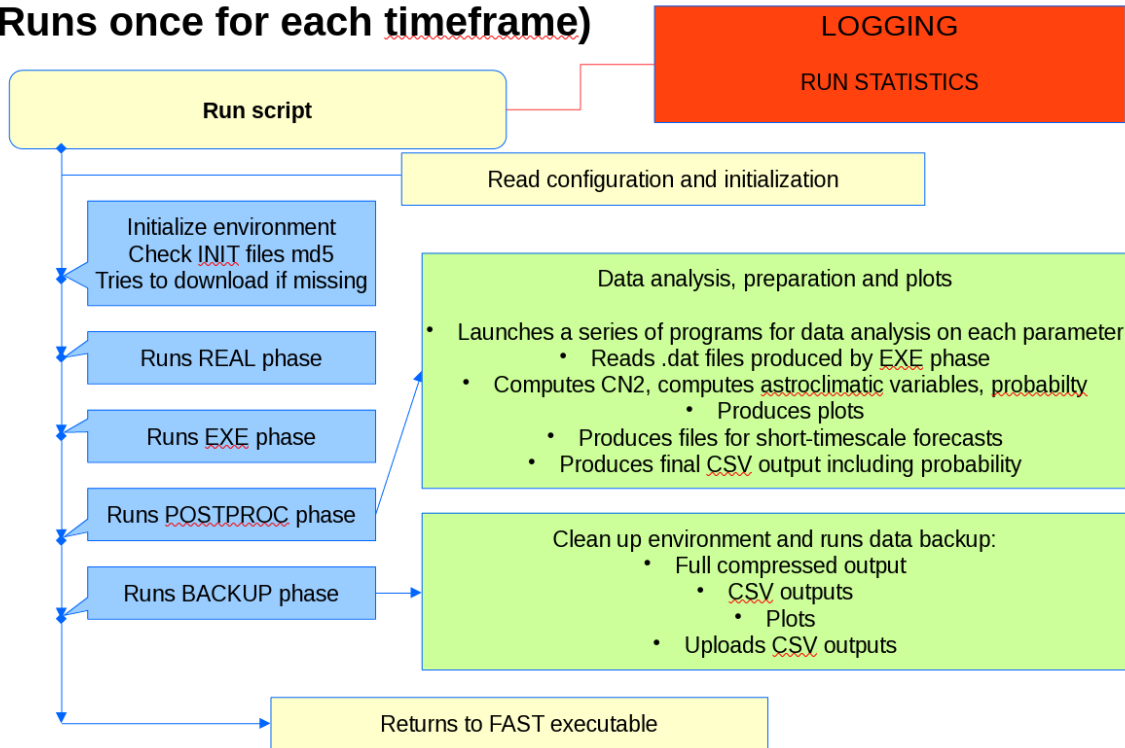 Runs once for each timeframe)
LOGGING
RUN STATISTICS
Run script
Read configuration and initialization
Initialize environment
Check INIT files md5
Tries to download if missing
Runs REAL phase
Runs EXE phase
Runs POSTPROC phase
Runs BACKUP phase
Data analysis, preparation and plots
• Launches a series of programs for data analysis on each parameter
• Reads .dat files produced by EXE phase
• Computes CN2, computes astroclimatic variables, probabilty
• Produces plots
• Produces files for short-timescale forecasts
• Produces final CSV output including probability
Clean up environment and runs data backup:
• Full compressed output
• CSV outputs
• Plots
• Uploads CSV outputs
Returns to FAST executable